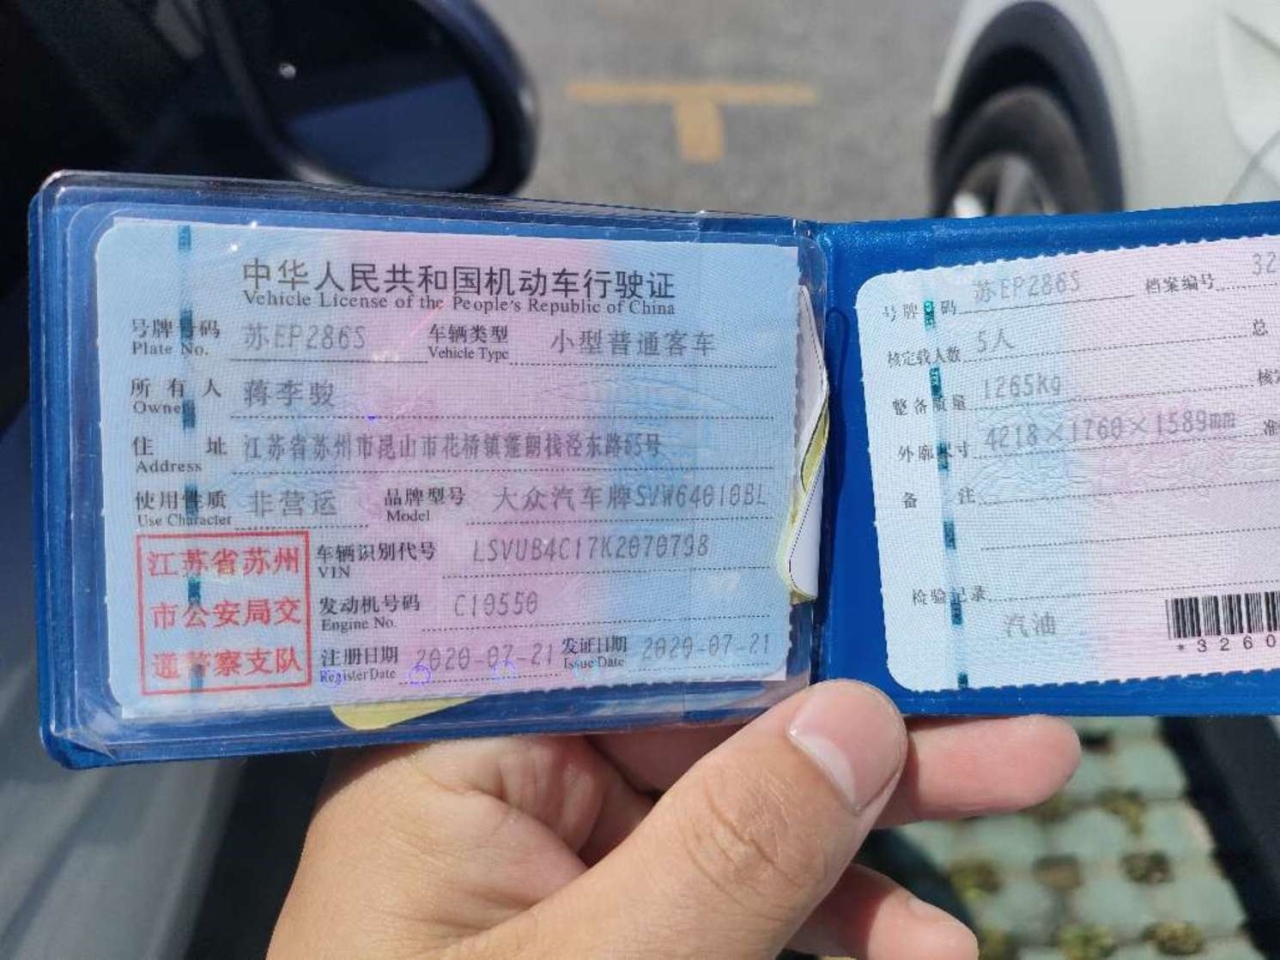 中华人民共和国机动车行驶证
Vehicle License of the People's Republic of China
号牌号码 苏EP286S 车辆类型 小型普通客车
Plate No. Vehicle Type
所有人 蒋李骏
Owner
住址 江苏省苏州市昆山市花桥镇蓬朗栈泾东路65号
Address
使用性质 非营运 品牌型号 大众汽车牌SVW64010BL
Use Character Model
江苏省苏州
市公安局交
通警察支队
车辆识别代号 LSVUB4C17K2070798
VIN
发动机号码 C10550
Engine No.
注册日期 2020-07-21 发证日期 2020-07-21
Register Date Issue Date
号牌号码 苏EP286S 档案编号 32
核定载人数 5人 总
整备质量 1265kg 核定
外廓尺寸 4218×1760×1589mm 准
备注
检验记录
汽油
*3260